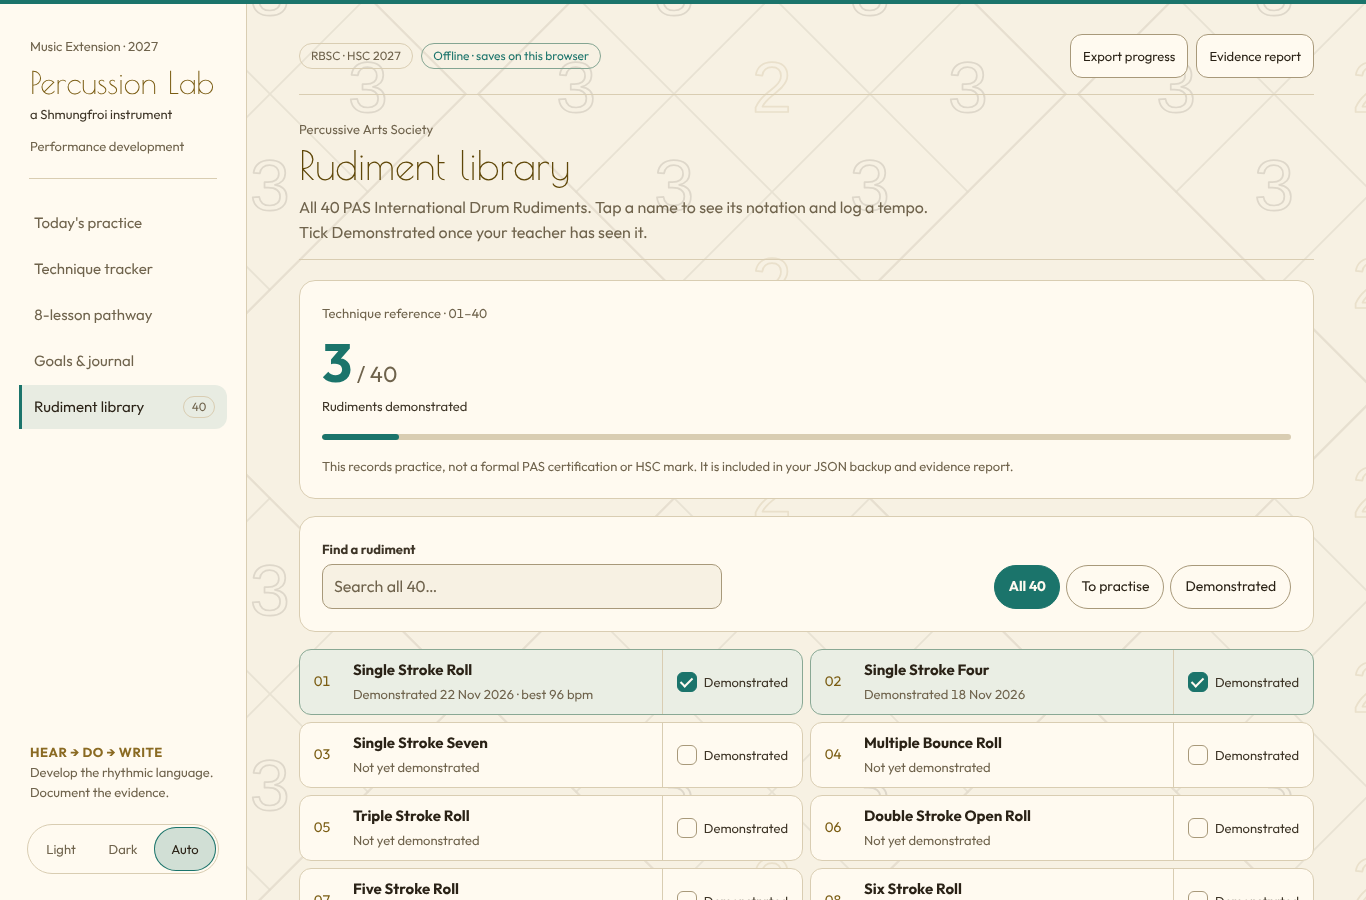 Music Extension · 2027
Percussion Lab
a Shmungfroi instrument
Performance development
Today's practice
Technique tracker
8-lesson pathway
Goals & journal
Rudiment library 40
HEAR → DO → WRITE
Develop the rhythmic language.
Document the evidence.
Light Dark Auto
RBSC · HSC 2027 Offline · saves on this browser Export progress Evidence report
Percussive Arts Society
Rudiment library
All 40 PAS International Drum Rudiments. Tap a name to see its notation and log a tempo.
Tick Demonstrated once your teacher has seen it.
Technique reference · 01–40
3 / 40
Rudiments demonstrated
This records practice, not a formal PAS certification or HSC mark. It is included in your JSON backup and evidence report.
Find a rudiment
Search all 40… All 40 To practise Demonstrated
01 Single Stroke Roll Demonstrated
Demonstrated 22 Nov 2026 · best 96 bpm
02 Single Stroke Four Demonstrated
Demonstrated 18 Nov 2026
03 Single Stroke Seven Demonstrated
Not yet demonstrated
04 Multiple Bounce Roll Demonstrated
Not yet demonstrated
05 Triple Stroke Roll Demonstrated
Not yet demonstrated
06 Double Stroke Open Roll Demonstrated
Not yet demonstrated
07 Five Stroke Roll Demonstrated
08 Six Stroke Roll Demonstrated